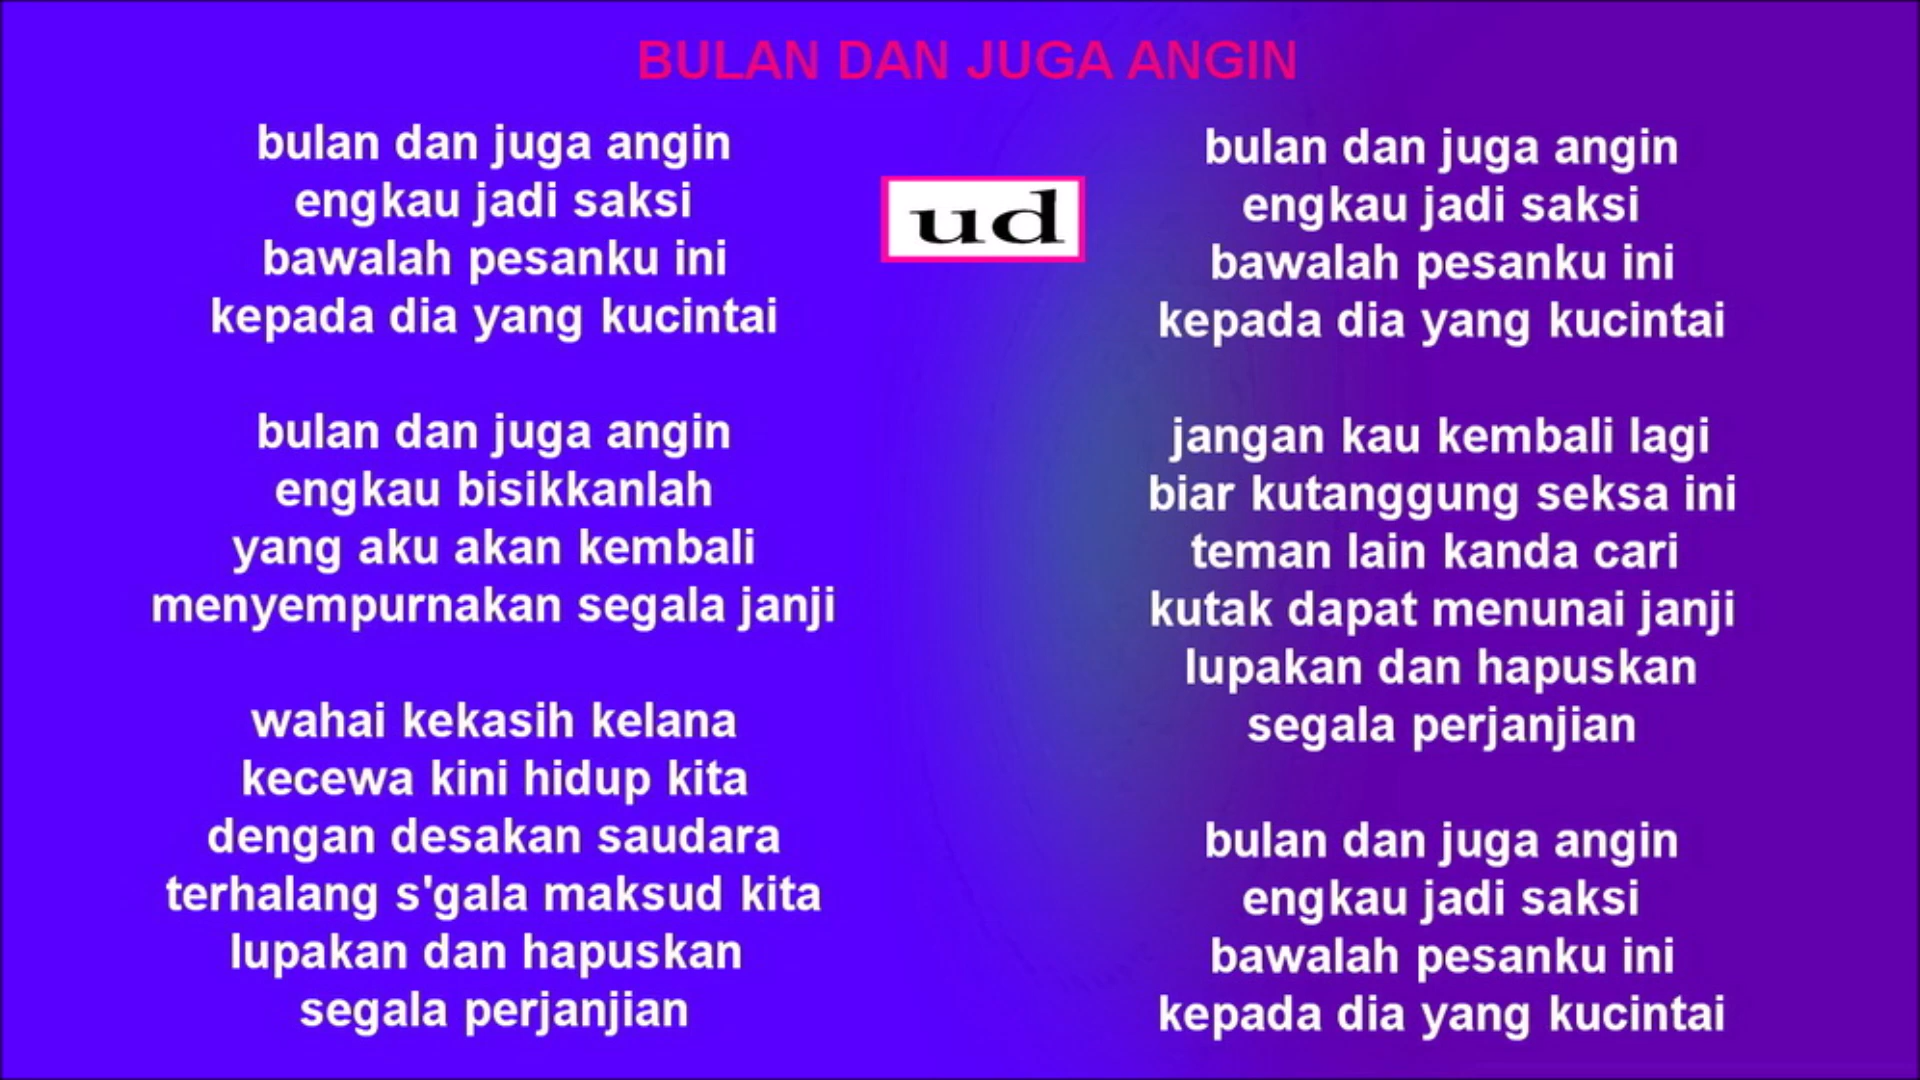 BULAN DAN JUGA ANGIN
bulan dan juga angin
engkau jadi saksi
bawalah pesanku ini
kepada dia yang kucintai
bulan dan juga angin
engkau bisikkanlah
yang aku akan kembali
menyempurnakan segala janji
wahai kekasih kelana
kecewa kini hidup kita
dengan desakan saudara
terhalang s'gala maksud kita
lupakan dan hapuskan
segala perjanjian
ud
bulan dan juga angin
engkau jadi saksi
bawalah pesanku ini
kepada dia yang kucintai
jangan kau kembali lagi
biar kutanggung seksa ini
teman lain kanda cari
kutak dapat menunai janji
lupakan dan hapuskan
segala perjanjian
bulan dan juga angin
engkau jadi saksi
bawalah pesanku ini
kepada dia yang kucintai